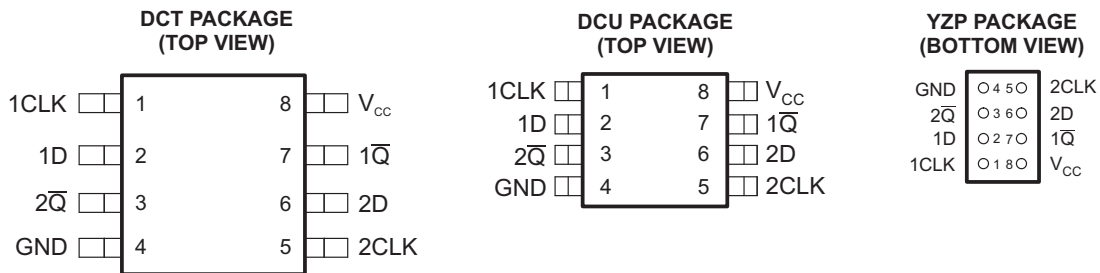 DCT PACKAGE
(TOP VIEW)
1CLK 1 8 VCC
1D 2 7 1Q̅
2Q̅ 3 6 2D
GND 4 5 2CLK
DCU PACKAGE
(TOP VIEW)
1CLK 1 8 VCC
1D 2 7 1Q̅
2Q̅ 3 6 2D
GND 4 5 2CLK
YZP PACKAGE
(BOTTOM VIEW)
GND 4 5 2CLK
2Q̅ 3 6 2D
1D 2 7 1Q̅
1CLK 1 8 VCC